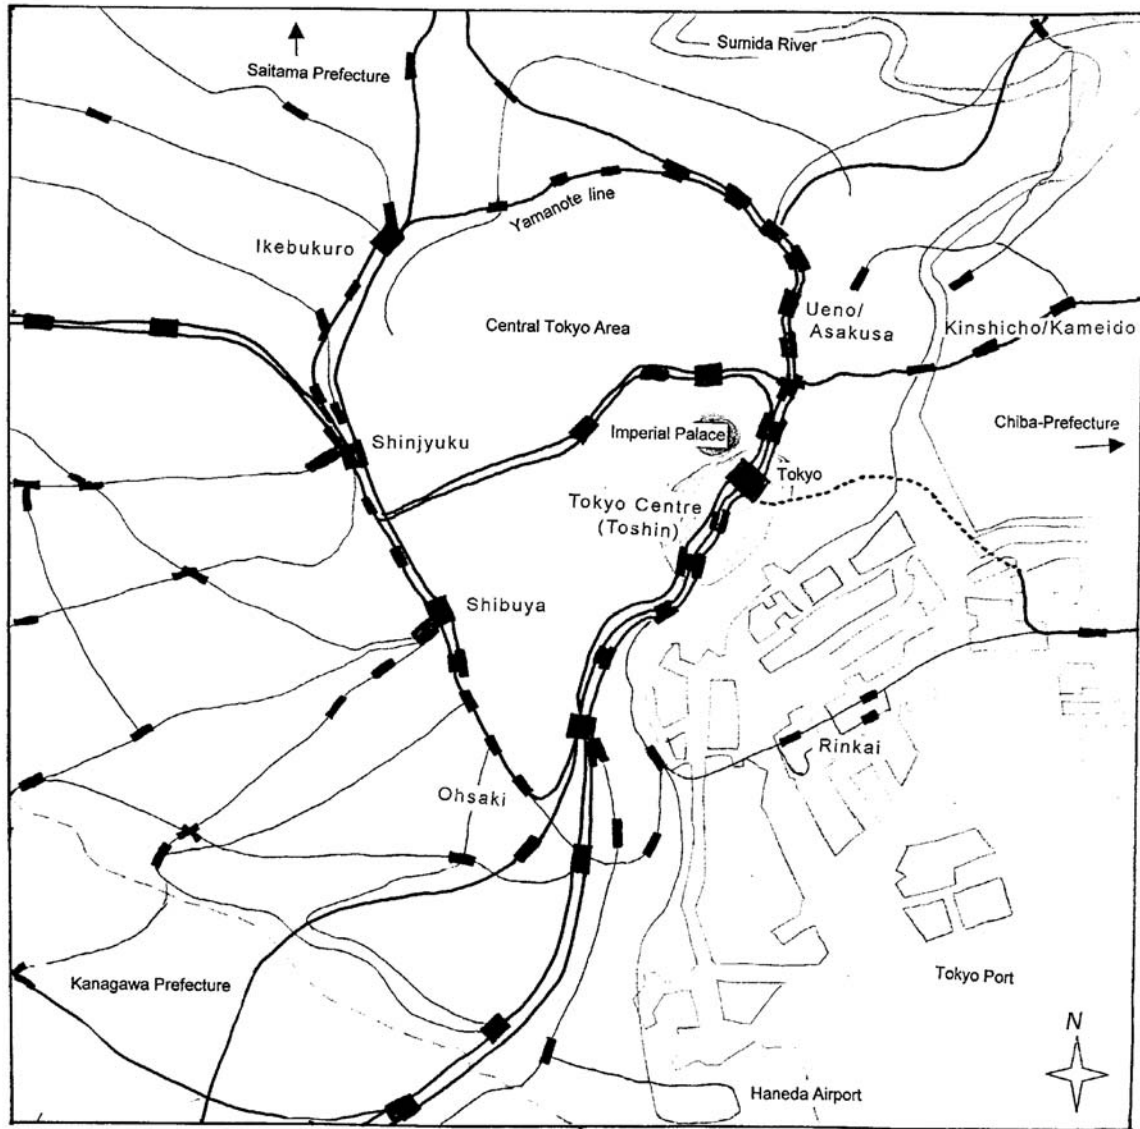 Sumida River
Saitama Prefecture
Yamanote line
Ikebukuro
Ueno/
Asakusa
Central Tokyo Area
Kinshicho/Kameido
Chiba-Prefecture
Imperial Palace
Shinjyuku
Tokyo
Tokyo Centre
(Toshin)
Shibuya
Rinkai
Ohsaki
Kanagawa Prefecture
Tokyo Port
N
Haneda Airport